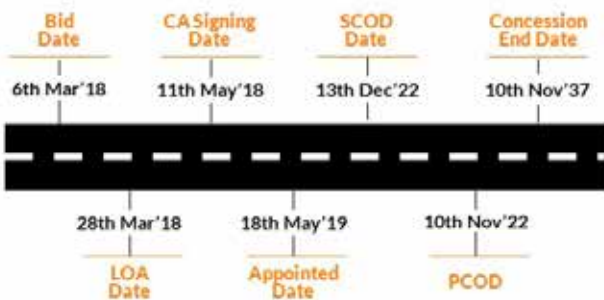 Bid
Date
CA Signing
Date
SCOD
Date
Concession
End Date
6th Mar'18
11th May'18
13th Dec'22
10th Nov'37
28th Mar'18
18th May'19
10th Nov'22
LOA
Date
Appointed
Date
PCOD